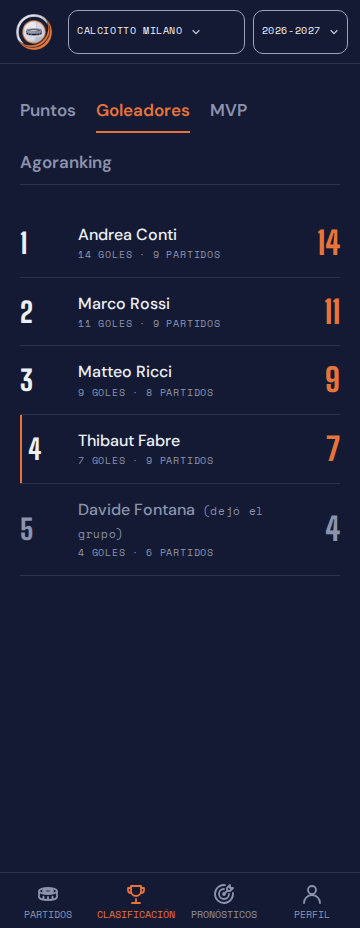 CALCIOTTO MILANO
2026-2027
Puntos Goleadores MVP
Agoranking
1 Andrea Conti 14
14 GOLES · 9 PARTIDOS
2 Marco Rossi 11
11 GOLES · 9 PARTIDOS
3 Matteo Ricci 9
9 GOLES · 8 PARTIDOS
4 Thibaut Fabre 7
7 GOLES · 9 PARTIDOS
5 Davide Fontana (dejó el 4
grupo)
4 GOLES · 6 PARTIDOS
PARTIDOS CLASIFICACIÓN PRONÓSTICOS PERFIL